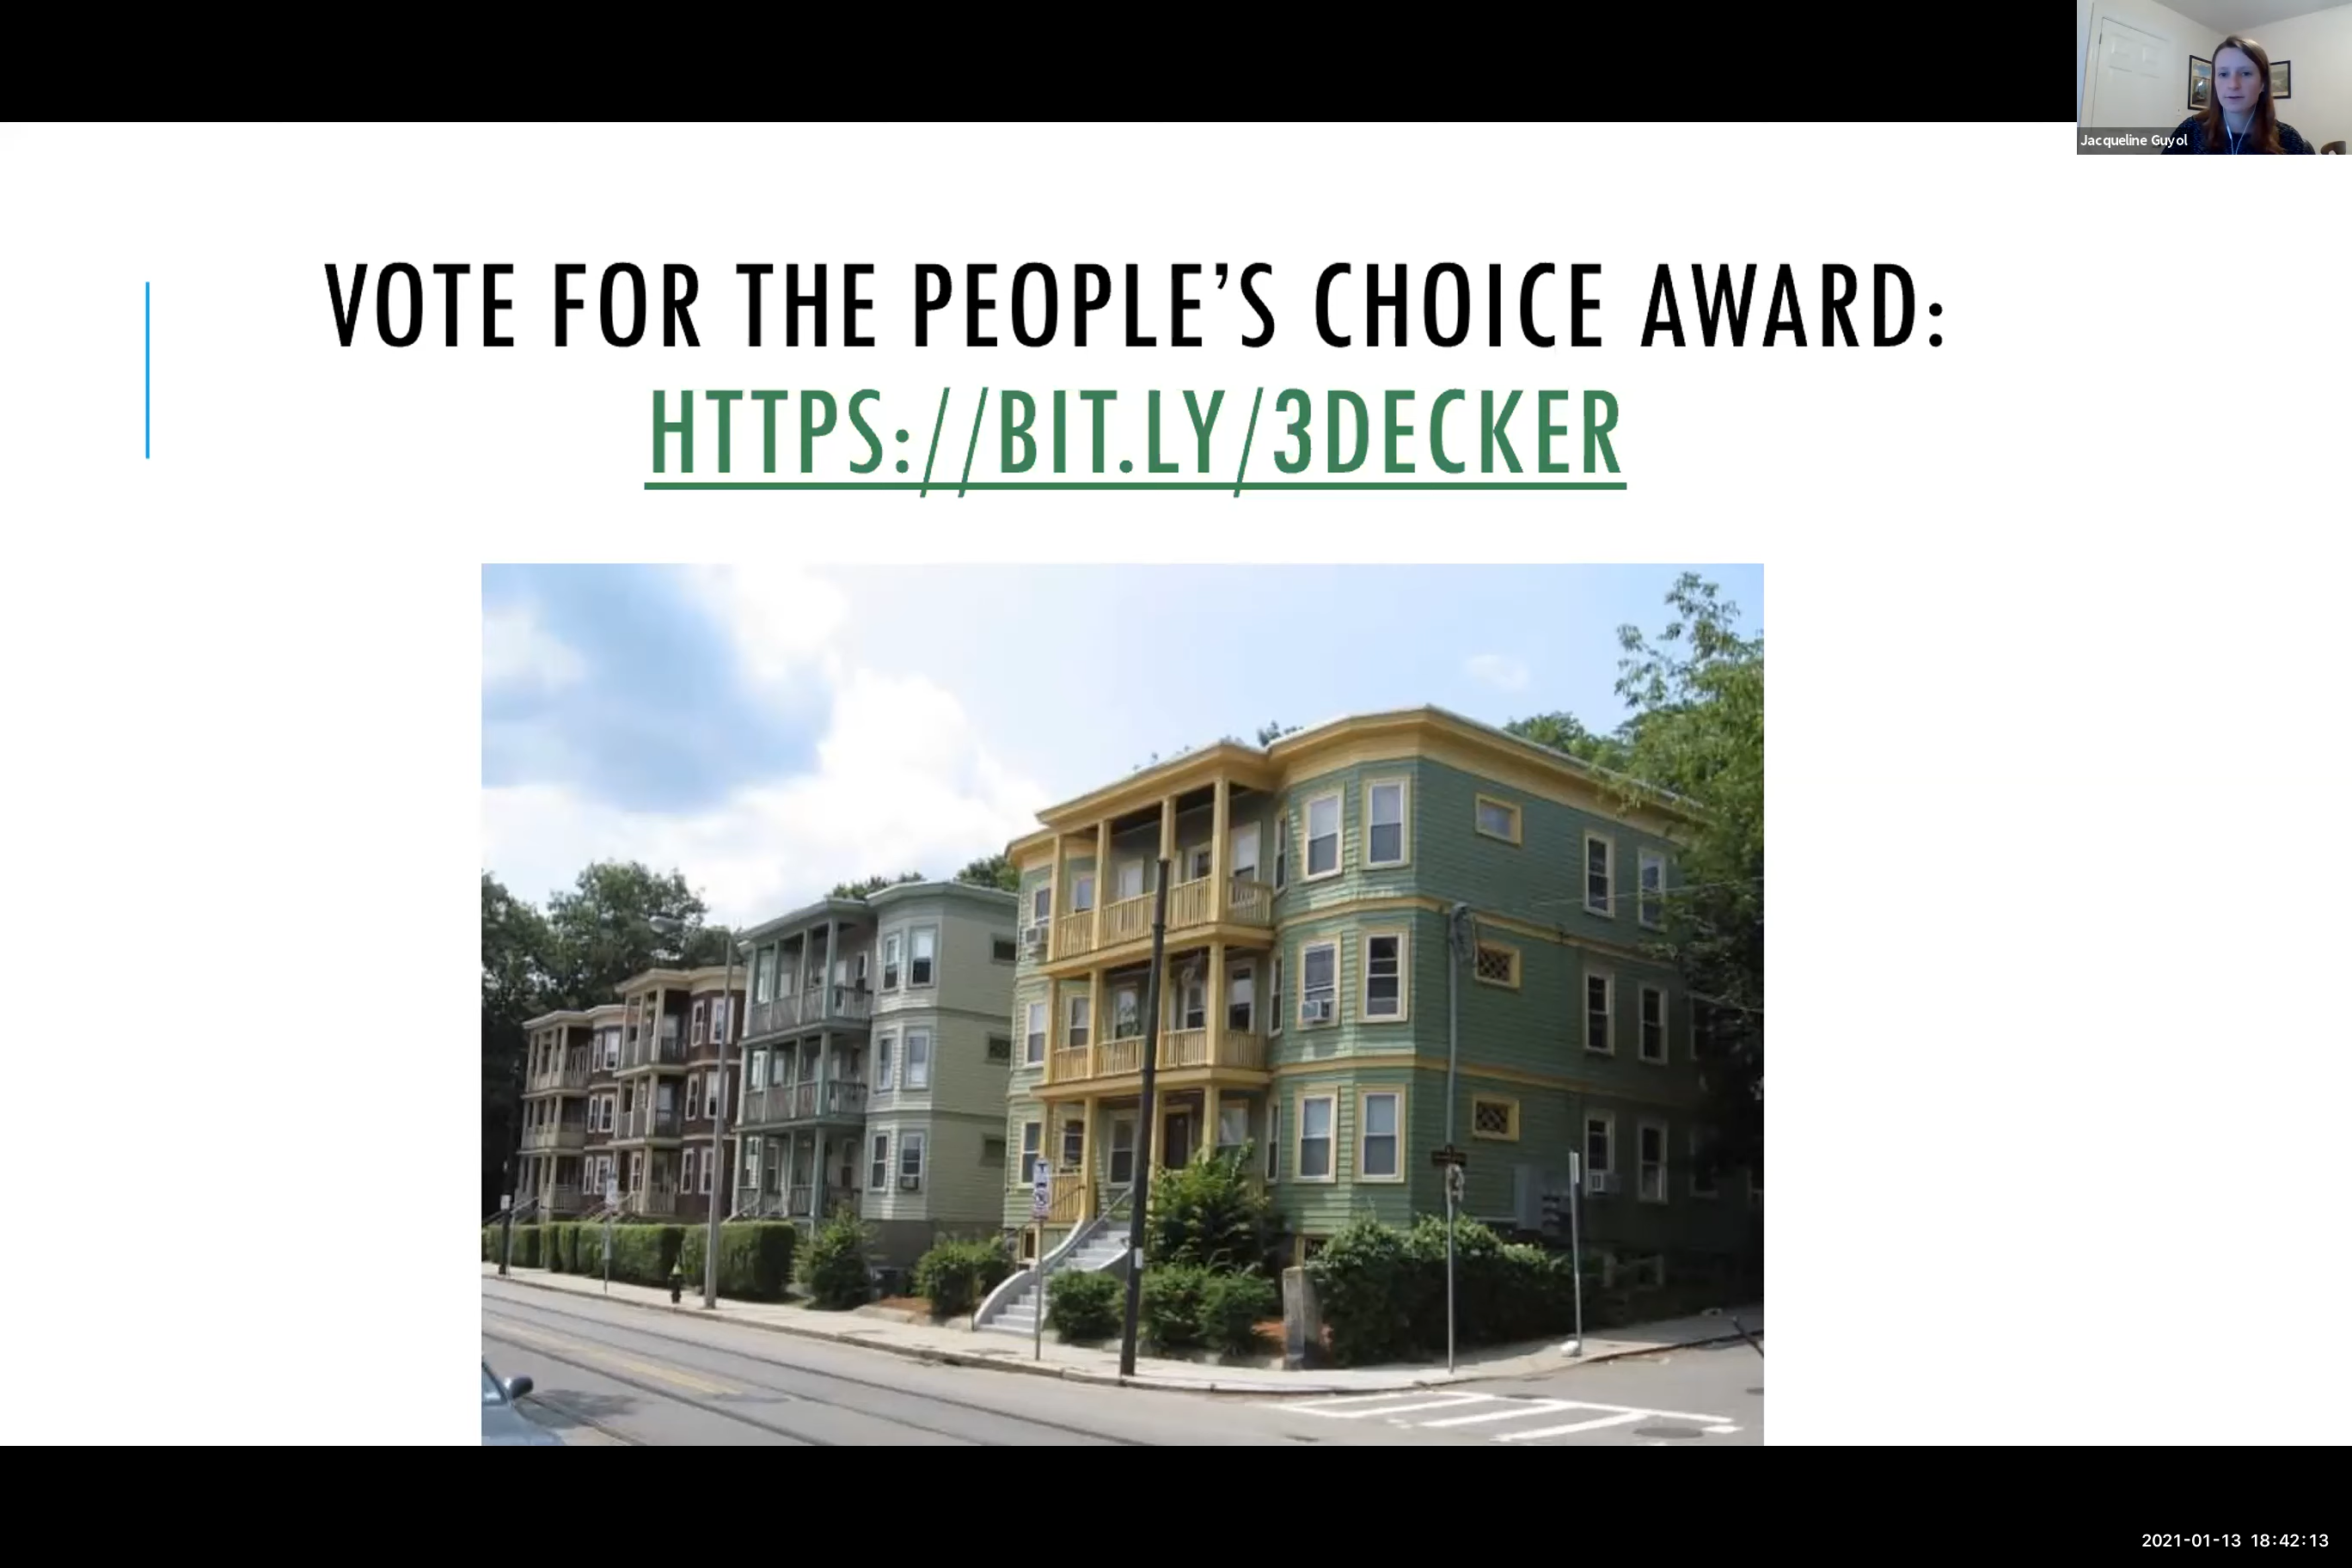 Jacqueline Guyol
VOTE FOR THE PEOPLE’S CHOICE AWARD:
HTTPS://BIT.LY/3DECKER
2021-01-13 18:42:13